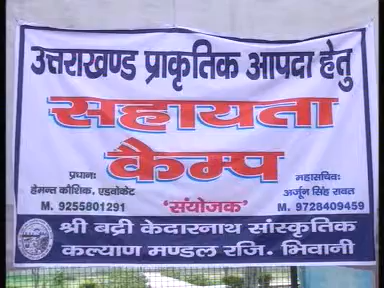 उत्तराखण्ड प्राकृतिक आपदा हेतु
सहायता
कैम्प
प्रधानः
हेमन्त कौशिक, एडवोकेट
M. 9255801291
महासचिवः
अर्जुन सिंह रावत
M. 9728409459
'संयोजक'
श्री बद्री केदारनाथ सांस्कृतिक
कल्याण मण्डल रजि. भिवानी